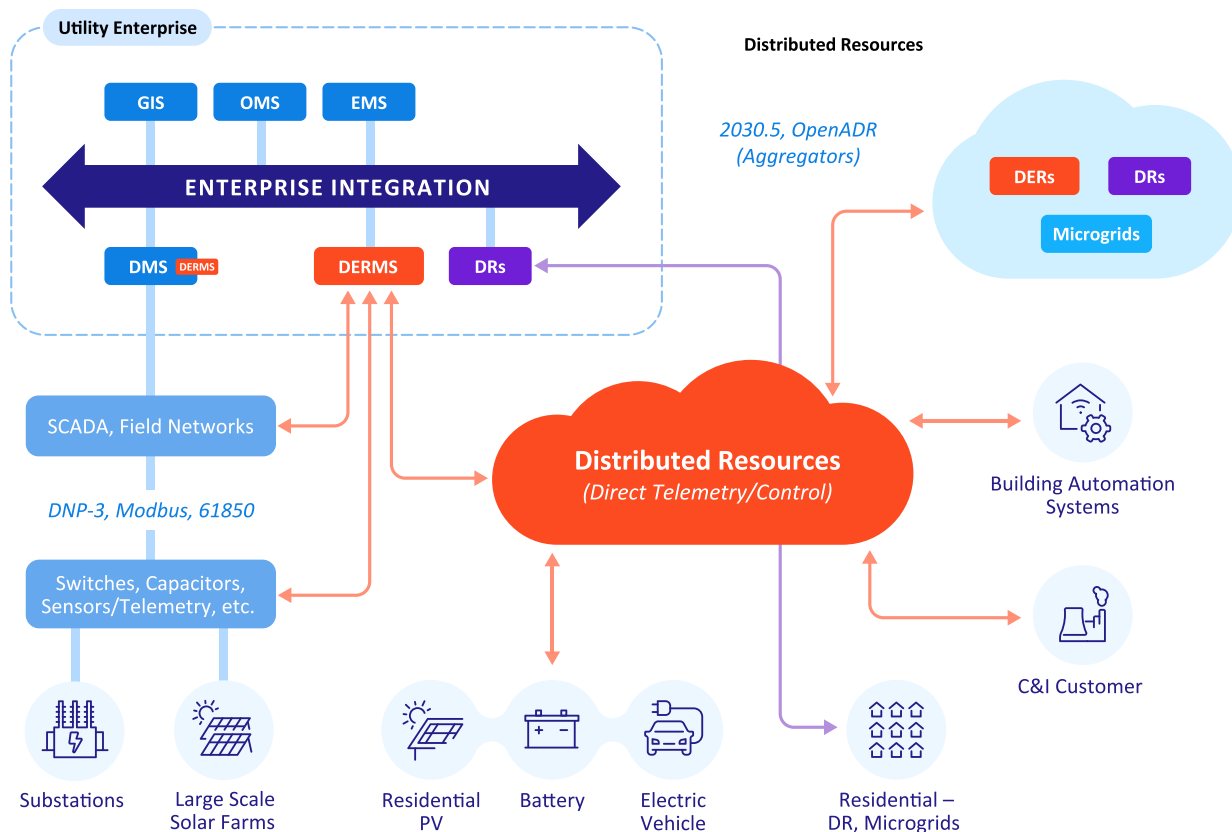 Utility Enterprise
Distributed Resources
GIS
OMS
EMS
2030.5, OpenADR
(Aggregators)
ENTERPRISE INTEGRATION
DERs
DRs
Microgrids
DMS
DERMS
DERMS
DRs
SCADA, Field Networks
DNP-3, Modbus, 61850
Switches, Capacitors,
Sensors/Telemetry, etc.
Distributed Resources
(Direct Telemetry/Control)
Building Automation
Systems
C&I Customer
Substations
Large Scale
Solar Farms
Residential
PV
Battery
Electric
Vehicle
Residential –
DR, Microgrids